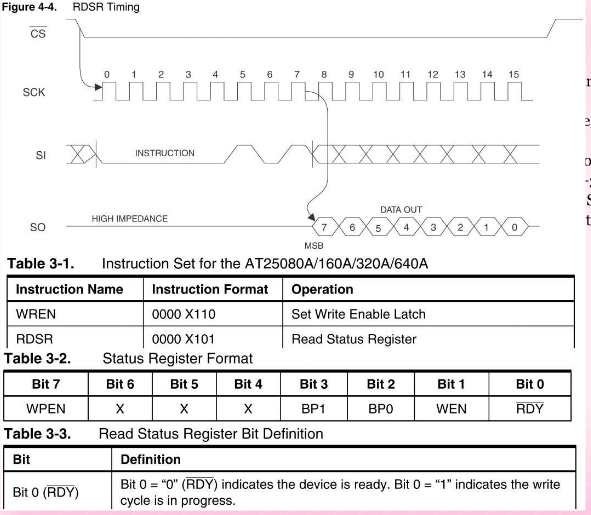 Figure 4-4. RDSR Timing
CS
0 1 2 3 4 5 6 7 8 9 10 11 12 13 14 15
SCK
SI
INSTRUCTION
DATA OUT
HIGH IMPEDANCE
SO
7 6 5 4 3 2 1 0
MSB
Table 3-1. Instruction Set for the AT25080A/160A/320A/640A
Instruction Name Instruction Format Operation
WREN 0000 X110 Set Write Enable Latch
RDSR 0000 X101 Read Status Register
Table 3-2. Status Register Format
Bit 7 Bit 6 Bit 5 Bit 4 Bit 3 Bit 2 Bit 1 Bit 0
WPEN X X X BP1 BP0 WEN RDY
Table 3-3. Read Status Register Bit Definition
Bit Definition
Bit 0 (RDY) Bit 0 = “0” (RDY) indicates the device is ready. Bit 0 = “1” indicates the write
cycle is in progress.